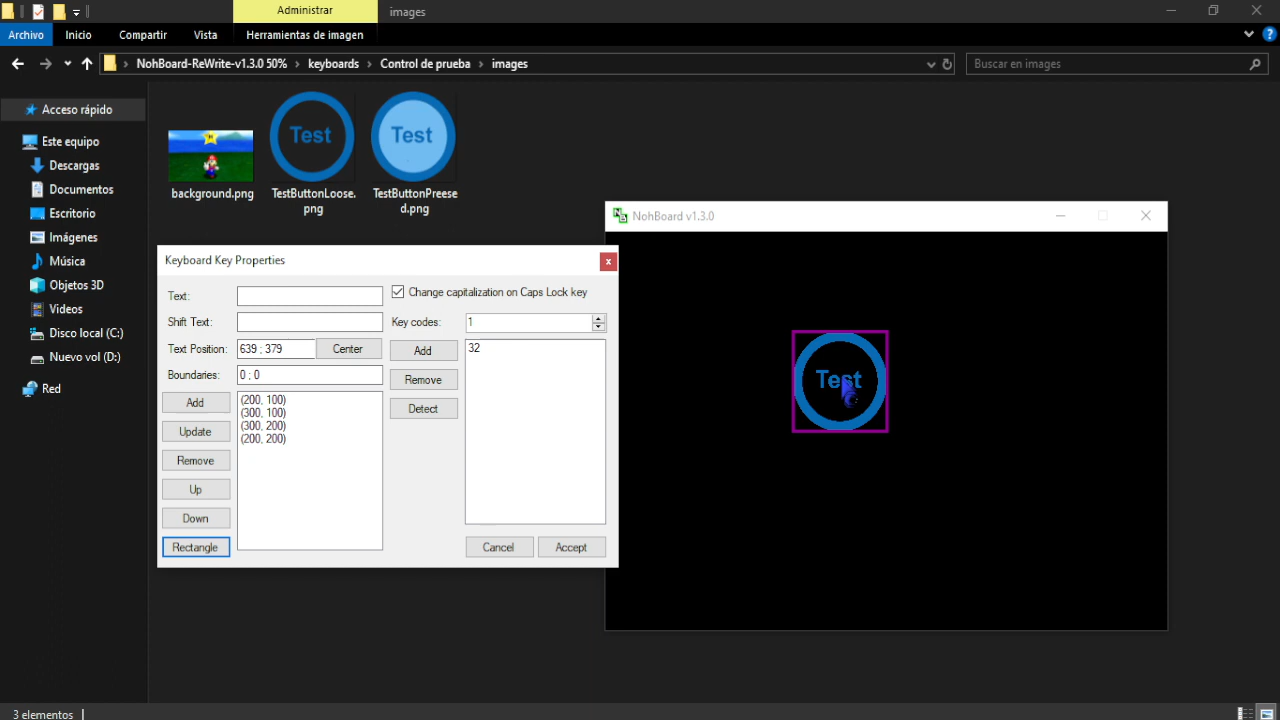 Administrar
images
Archivo
Inicio
Compartir
Vista
Herramientas de imagen
NohBoard-ReWrite-v1.3.0 50% › keyboards › Control de prueba › images
Buscar en images
Acceso rápido
Este equipo
Descargas
Documentos
Escritorio
Imágenes
Música
Objetos 3D
Videos
Disco local (C:)
Nuevo vol (D:)
Red
Test
Test
background.png
TestButtonLoose.
png
TestButtonPreese
d.png
NohBoard v1.3.0
Test
Keyboard Key Properties
Text:
Change capitalization on Caps Lock key
Shift Text:
Key codes:
1
Text Position:
639 ; 379
Center
Add
32
Boundaries:
0 ; 0
Remove
Detect
Add
Update
Remove
Up
Down
Rectangle
(200, 100)
(300, 100)
(300, 200)
(200, 200)
Cancel
Accept
3 elementos